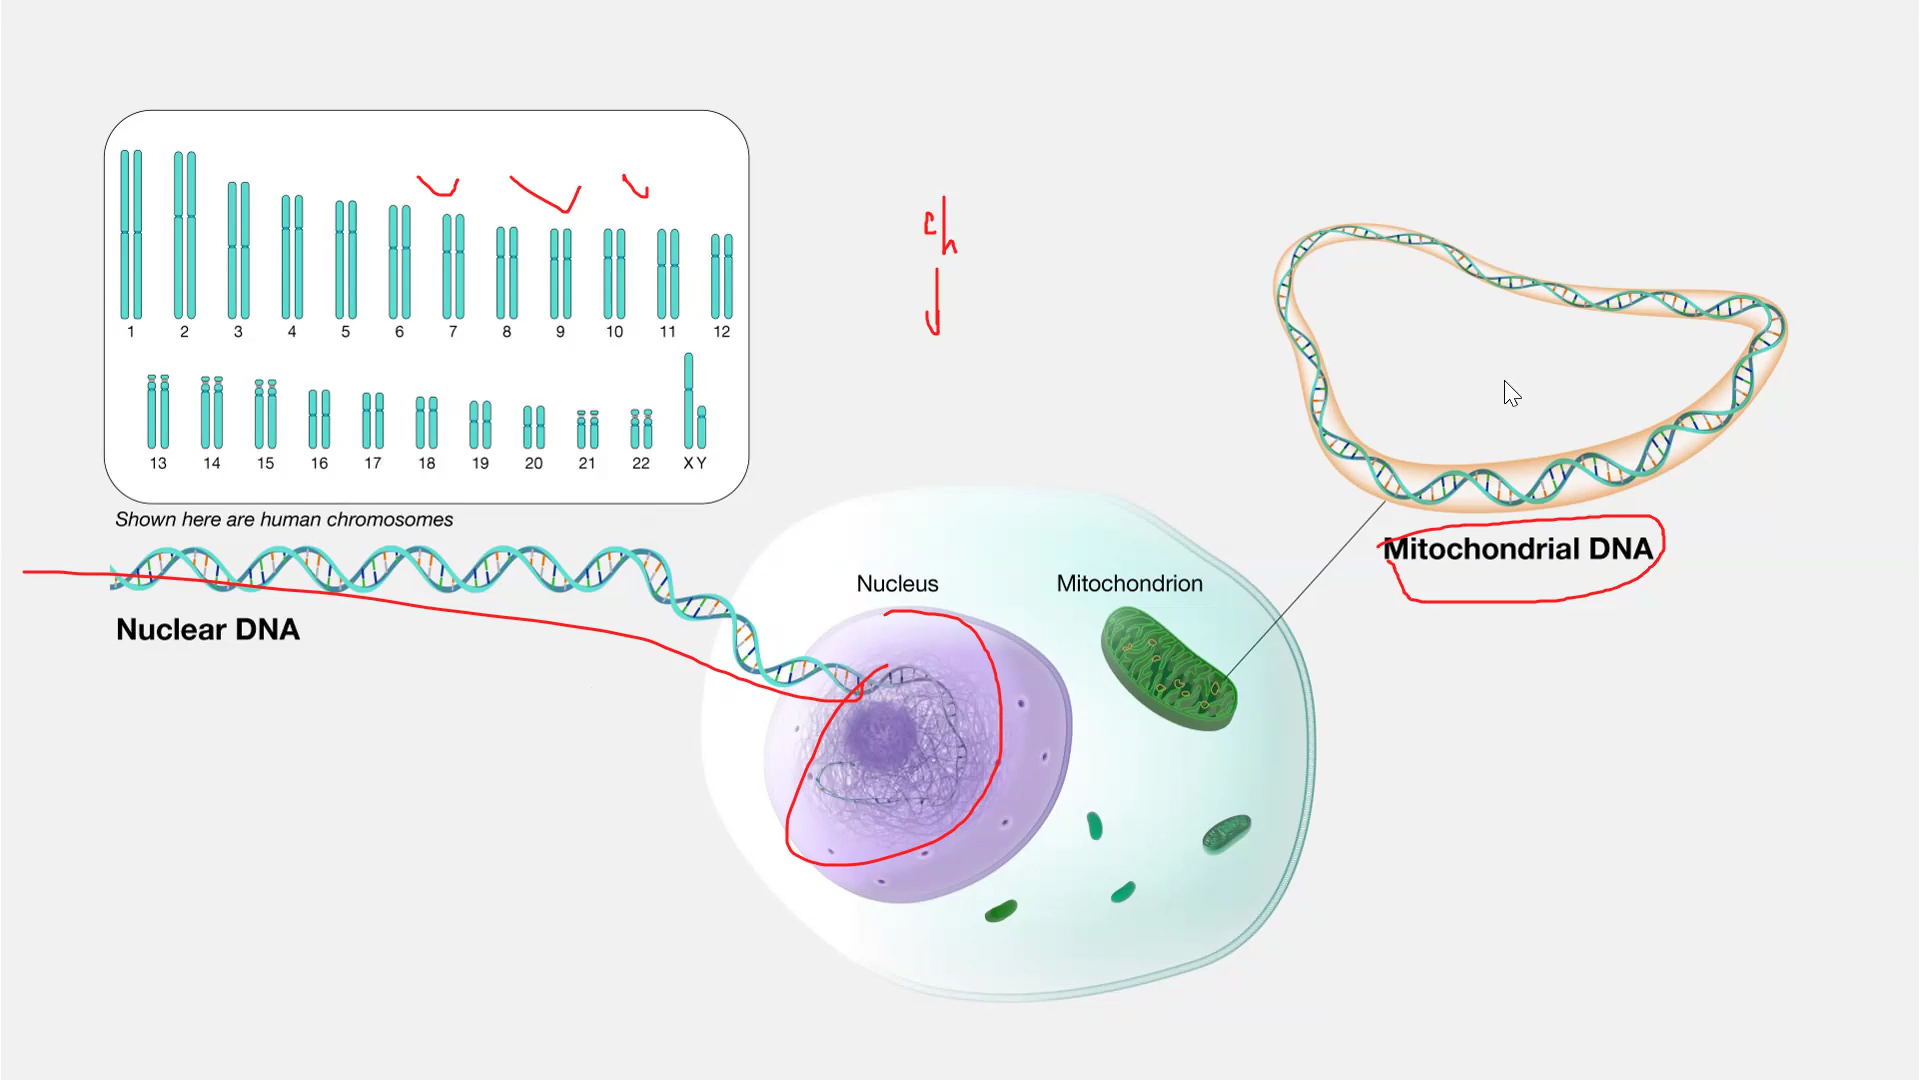 1 2 3 4 5 6 7 8 9 10 11 12
13 14 15 16 17 18 19 20 21 22 X Y
Shown here are human chromosomes
Nuclear DNA
ch
Nucleus
Mitochondrion
Mitochondrial DNA